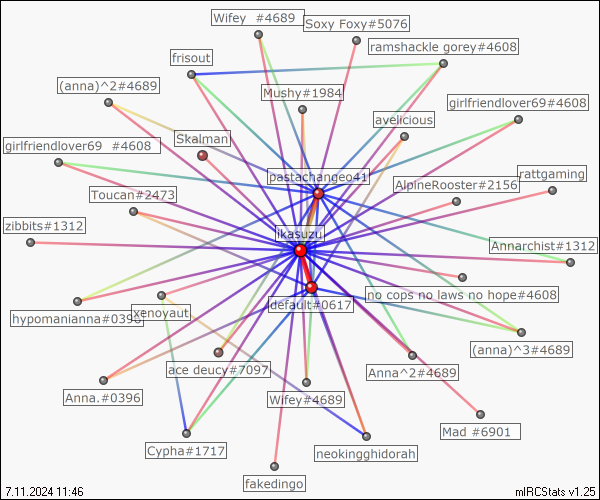 Wifey  #4689
Soxy Foxy#5076
ramshackle gorey#4608
frisout
(anna)^2#4689
Mushy#1984
girlfriendlover69#4608
avelicious
Skalman
girlfriendlover69  #4608
pastachangeo41
rattgaming
AlpineRooster#2156
Toucan#2473
zibbits#1312
ikasuzu
Annarchist#1312
no cops no laws no hope#4608
default#0617
hypomanianna#0396
xenoyaut
(anna)^3#4689
ace deucy#7097
Anna^2#4689
Anna.#0396
Wifey#4689
Mad #6901
Cypha#1717
neokingghidorah
fakedingo
7.11.2024 11:46
mIRCStats v1.25